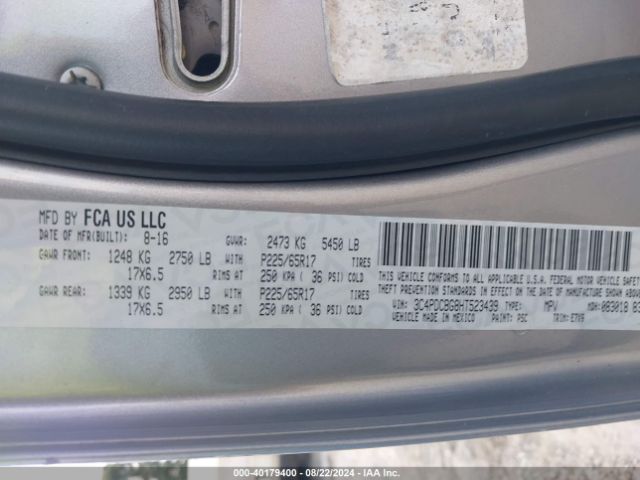 MFD BY FCA US LLC
DATE OF MFR(BUILT): 8-16 GVWR: 2473 KG 5450 LB
GAWR FRONT: 1248 KG 2750 LB WITH P225/65R17 TIRES
17X6.5 RIMS AT 250 KPA ( 36 PSI) COLD
GAWR REAR: 1339 KG 2950 LB WITH P225/65R17 TIRES
17X6.5 RIMS AT 250 KPA ( 36 PSI) COLD
THIS VEHICLE CONFORMS TO ALL APPLICABLE U.S.A. FEDERAL MOTOR VEHICLE SAFETY
THEFT PREVENTION STANDARDS IN EFFECT ON THE DATE OF MANUFACTURE SHOWN ABOVE
VIN: 3C4PDCBG8HT523439 TYPE: MPV MDH: 083018
VEHICLE MADE IN MEXICO PAINT: PSC TRIM:
000-40179400 - 08/22/2024 - IAA Inc.